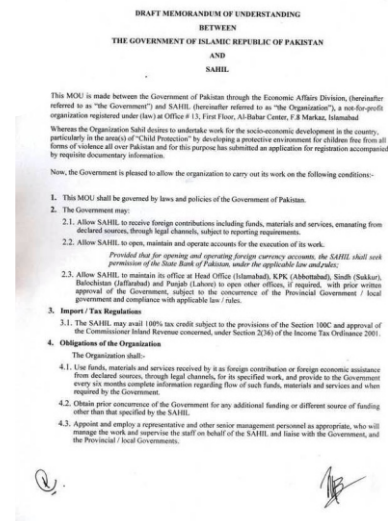 DRAFT MEMORANDUM OF UNDERSTANDING
BETWEEN
THE GOVERNMENT OF ISLAMIC REPUBLIC OF PAKISTAN
AND
SAHIL
This MOU is made between the Government of Pakistan through the Economic Affairs Division, (hereinafter
referred to as "the Government") and SAHIL (hereinafter referred to as "the Organization"), a not-for-profit
organization registered under (law) at Office # 13, First Floor, Al-Babar Center, F.8 Markaz, Islamabad
Whereas the Organization Sahil desires to undertake work for the socio-economic development in the country,
particularly in the area(s) of "Child Protection" by developing a protective environment for children free from all
forms of violence all over Pakistan and for this purpose has submitted an application for registration accompanied
by requisite documentary information.
Now, the Government is pleased to allow the organization to carry out its work on the following conditions:-
1. This MOU shall be governed by laws and policies of the Government of Pakistan.
2. The Government may:
2.1. Allow SAHIL to receive foreign contributions including funds, materials and services, emanating from
declared sources, through legal channels, subject to reporting requirements.
2.2. Allow SAHIL to open, maintain and operate accounts for the execution of its work.
Provided that for opening and operating foreign currency accounts, the SAHIL shall seek
permission of the State Bank of Pakistan, under the applicable law and rules;
2.3. Allow SAHIL to maintain its office at Head Office (Islamabad), KPK (Abbottabad), Sindh (Sukkur),
Balochistan (Jaffarabad) and Punjab (Lahore) to open other offices, if required, with prior written
approval of the Government, subject to the concurrence of the Provincial Government / local
government and compliance with applicable law / rules.
3. Import / Tax Regulations
3.1. The SAHIL may avail 100% tax credit subject to the provisions of the Section 100C and approval of
the Commissioner Inland Revenue concerned, under Section 2(36) of the Income Tax Ordinance 2001.
4. Obligations of the Organization
The Organization shall:-
4.1. Use funds, materials and services received by it as foreign contribution or foreign economic assistance
from declared sources, through legal channels, for its specified work, and provide to the Government
every six months complete information regarding flow of such funds, materials and services and when
required by the Government.
4.2. Obtain prior concurrence of the Government for any additional funding or different source of funding
other than that specified by the SAHIL
4.3. Appoint and employ a representative and other senior management personnel as appropriate, who will
manage the work and supervise the staff on behalf of the SAHIL and liaise with the Government, and
the Provincial / local Governments.